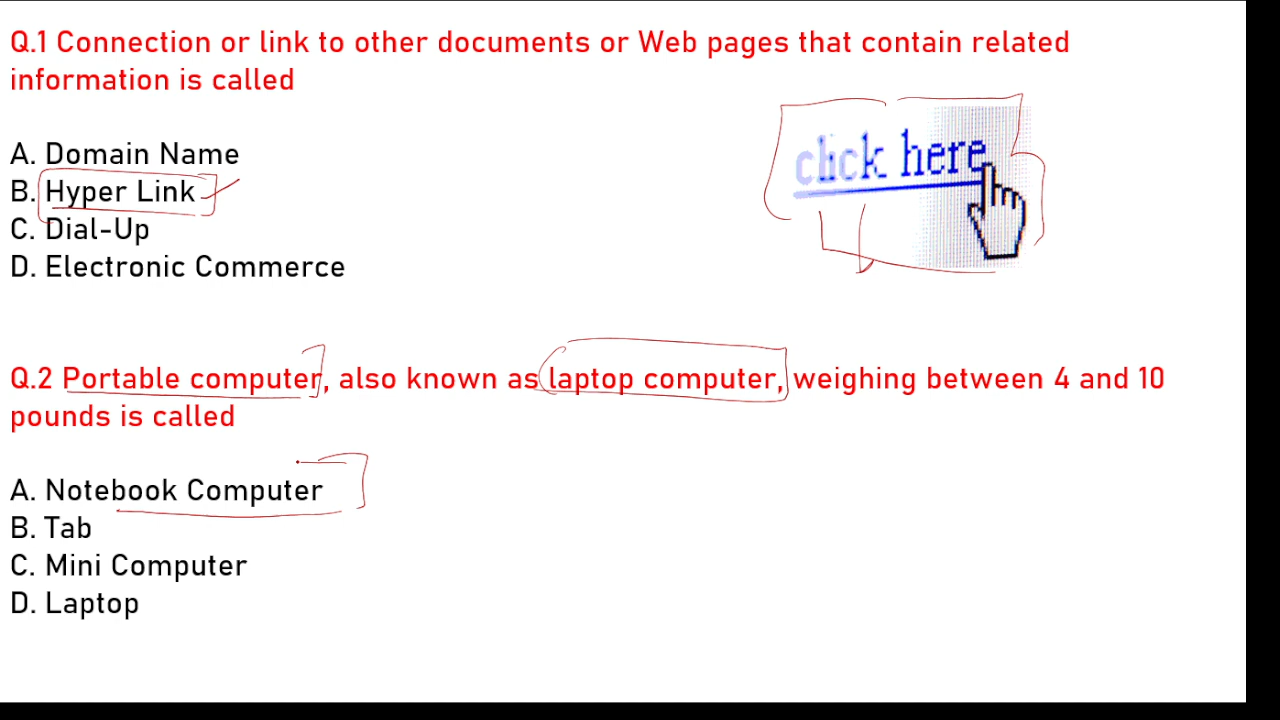 Q.1 Connection or link to other documents or Web pages that contain related
information is called
A. Domain Name
B. Hyper Link
C. Dial-Up
D. Electronic Commerce
click here
Q.2 Portable computer, also known as laptop computer, weighing between 4 and 10
pounds is called
A. Notebook Computer
B. Tab
C. Mini Computer
D. Laptop